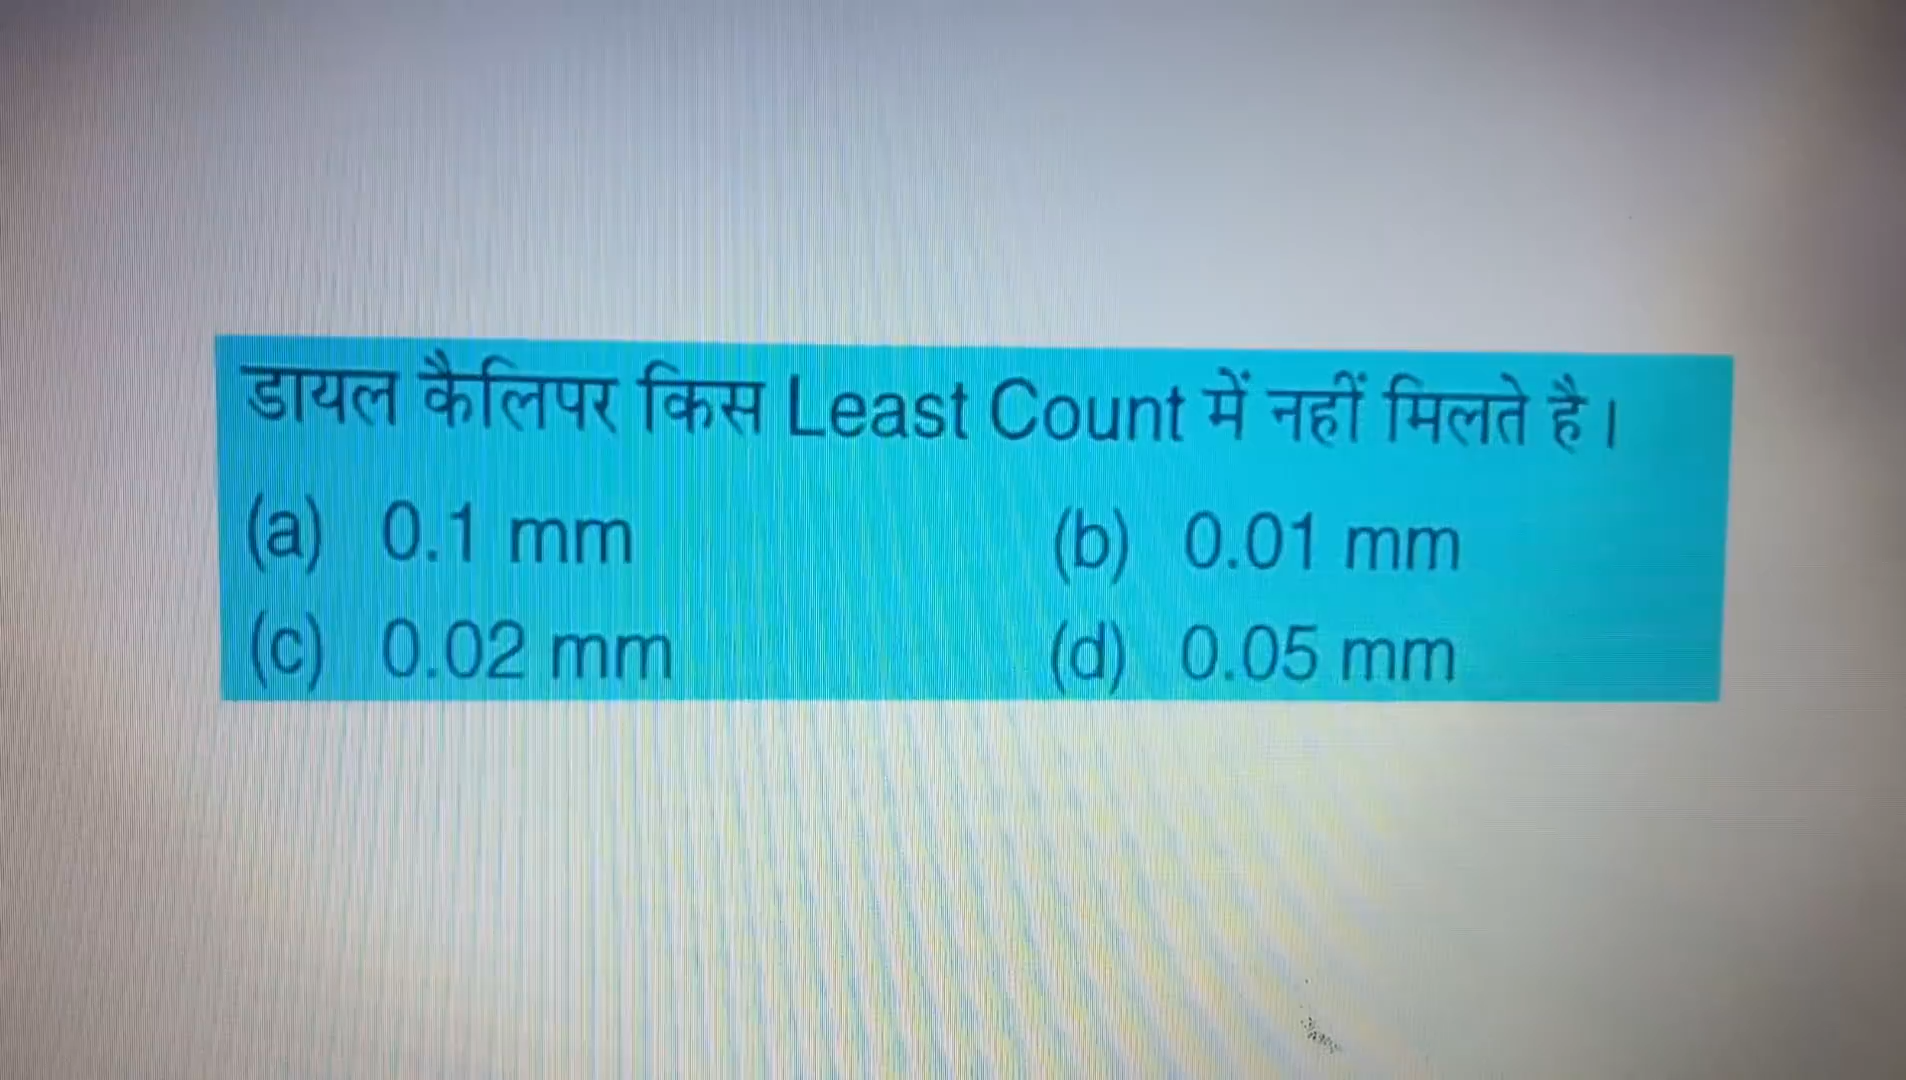 डायल कैलिपर किस Least Count में नहीं मिलते है।
(a) 0.1 mm (b) 0.01 mm
(c) 0.02 mm (d) 0.05 mm